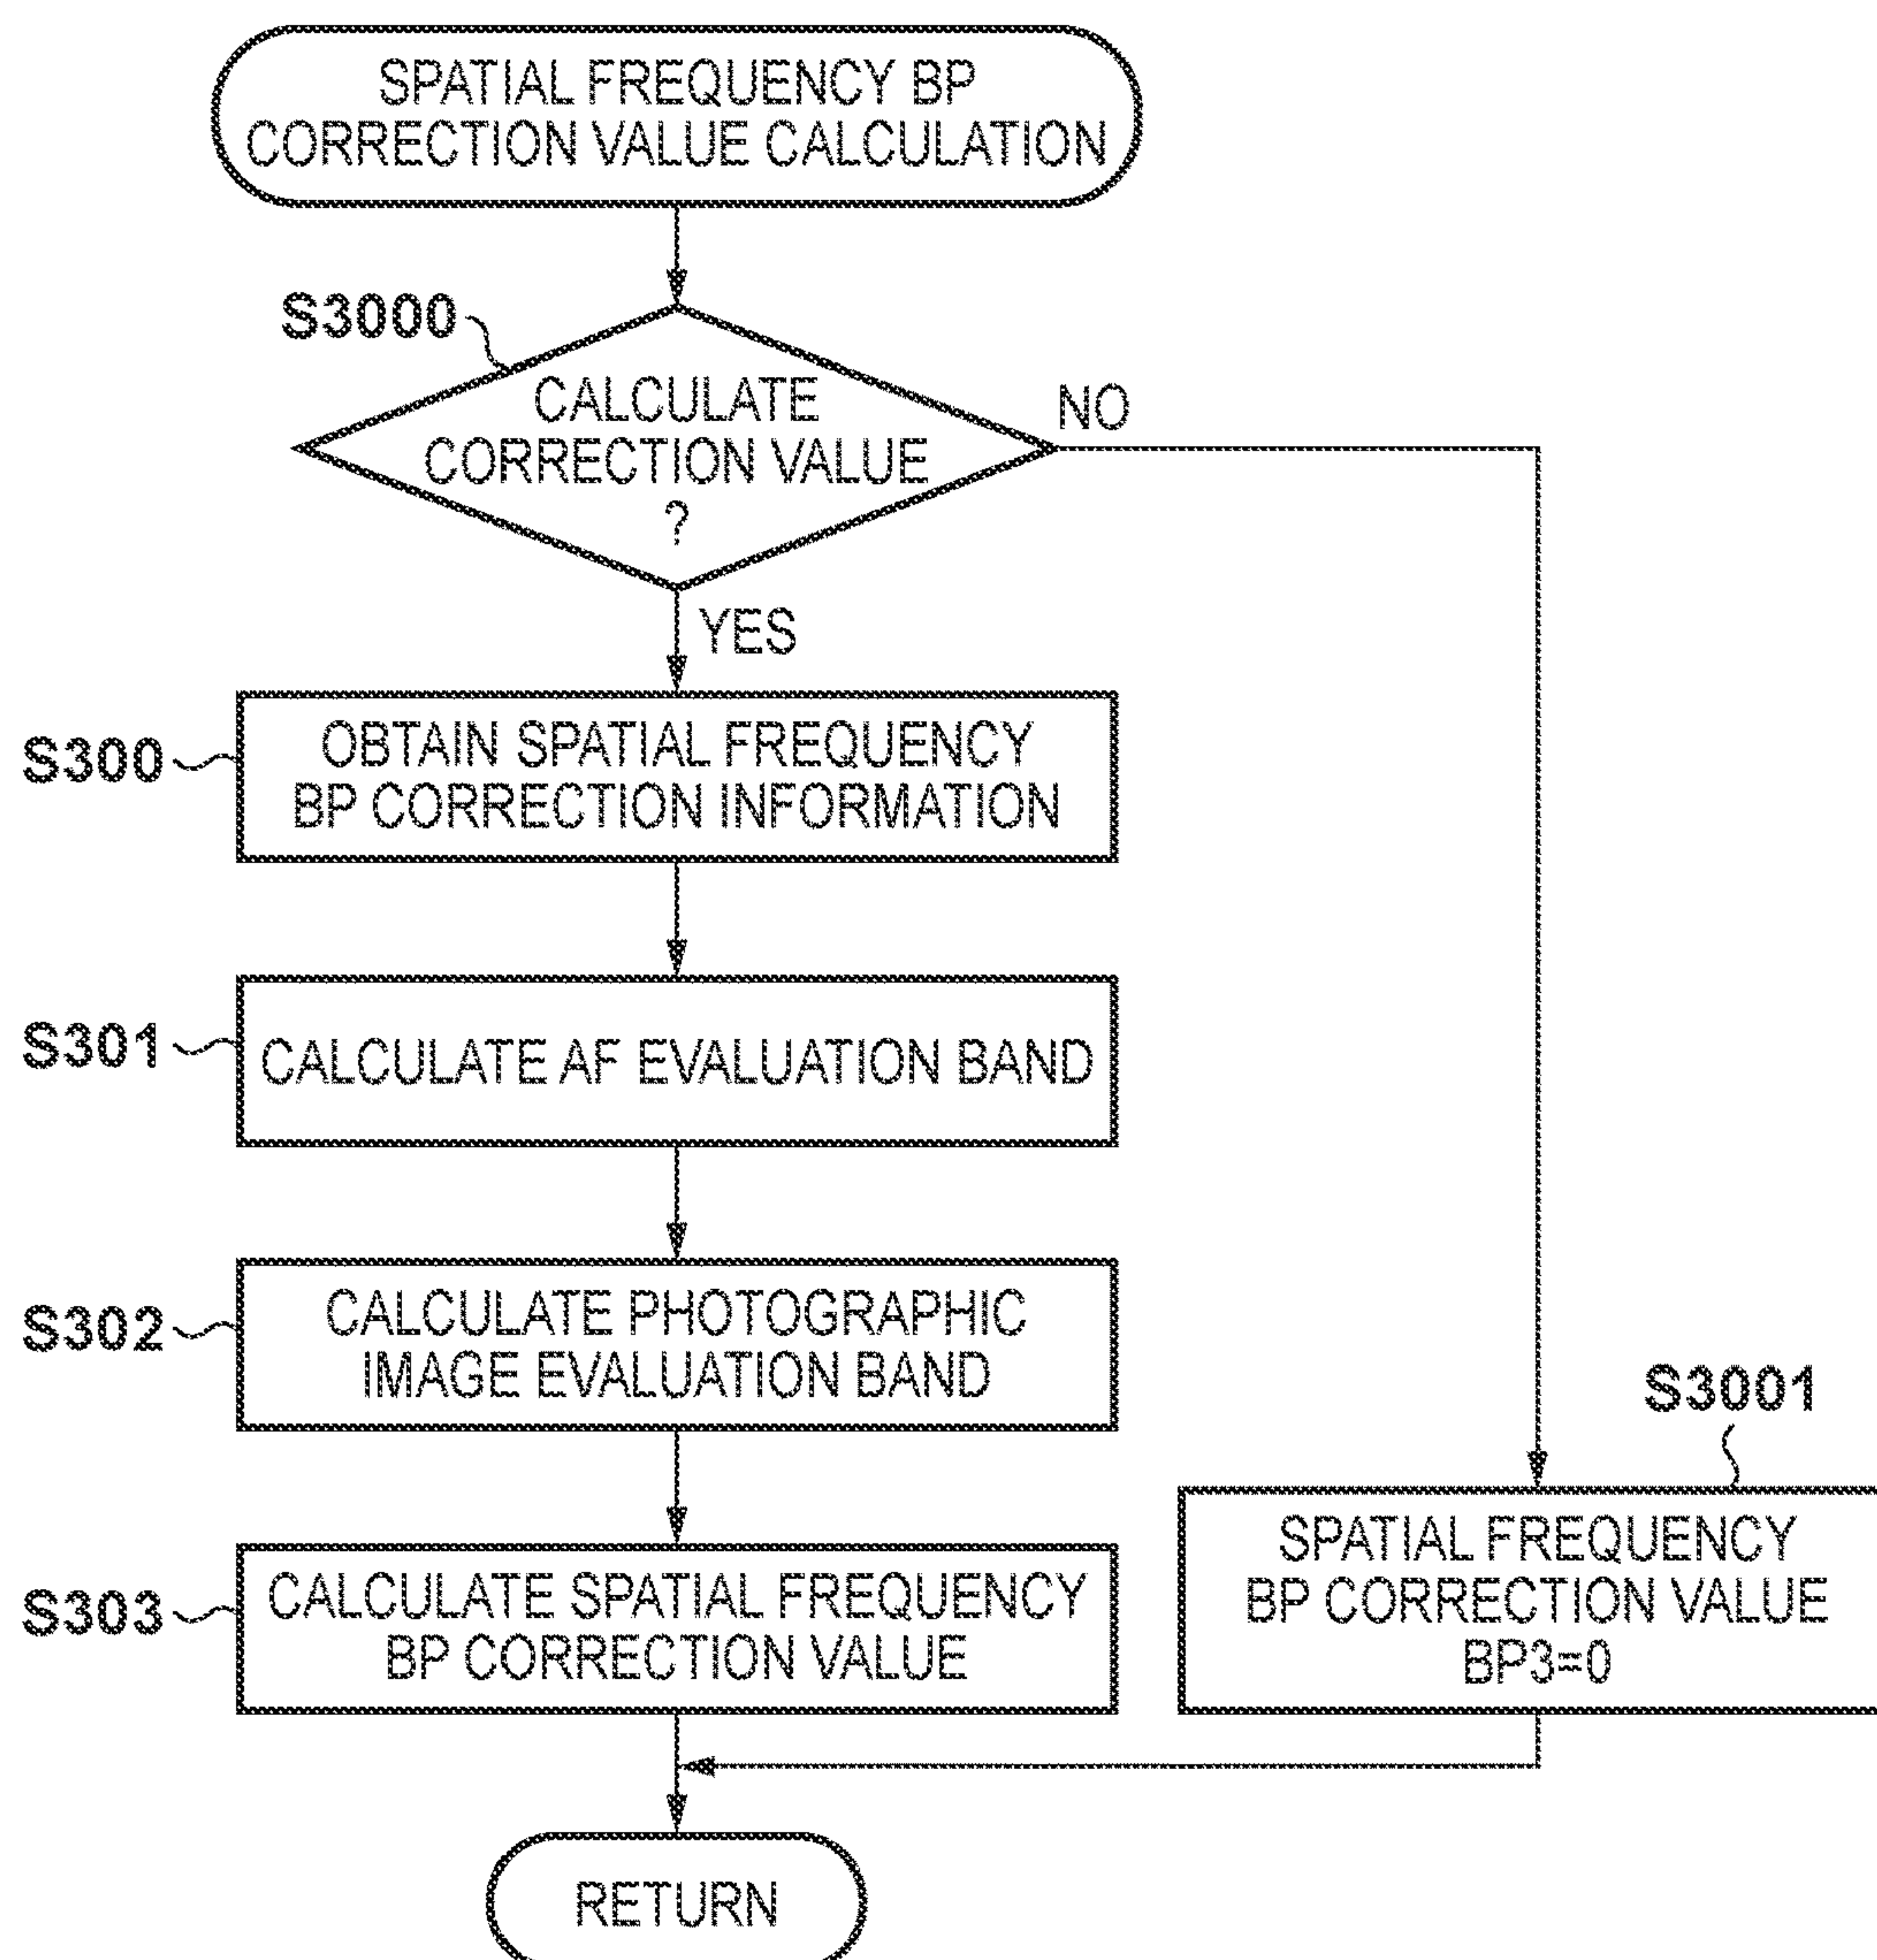 SPATIAL FREQUENCY BP
CORRECTION VALUE CALCULATION
S3000
CALCULATE
CORRECTION VALUE
?
NO
YES
S300
OBTAIN SPATIAL FREQUENCY
BP CORRECTION INFORMATION
S301
CALCULATE AF EVALUATION BAND
S302
CALCULATE PHOTOGRAPHIC
IMAGE EVALUATION BAND
S303
CALCULATE SPATIAL FREQUENCY
BP CORRECTION VALUE
S3001
SPATIAL FREQUENCY
BP CORRECTION VALUE
BP3=0
RETURN